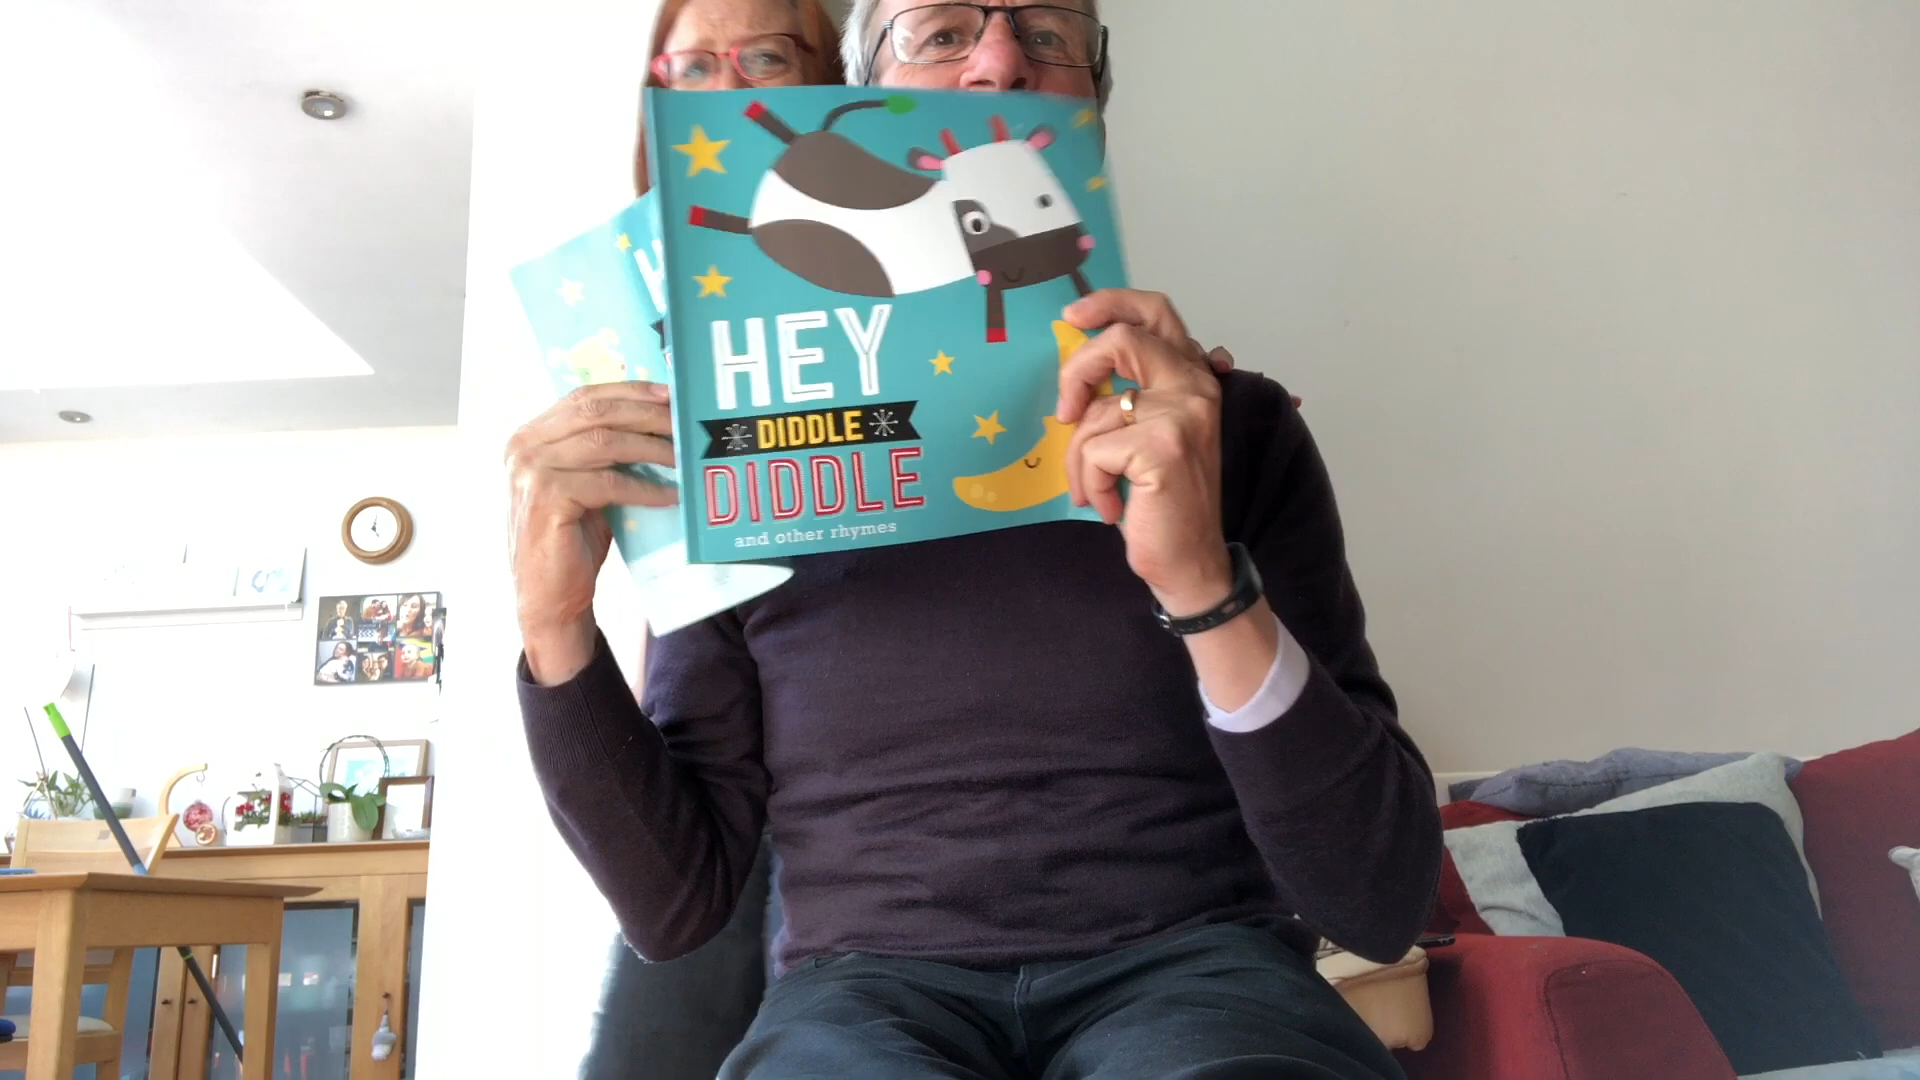 HEY
DIDDLE
DIDDLE
and other rhymes
H